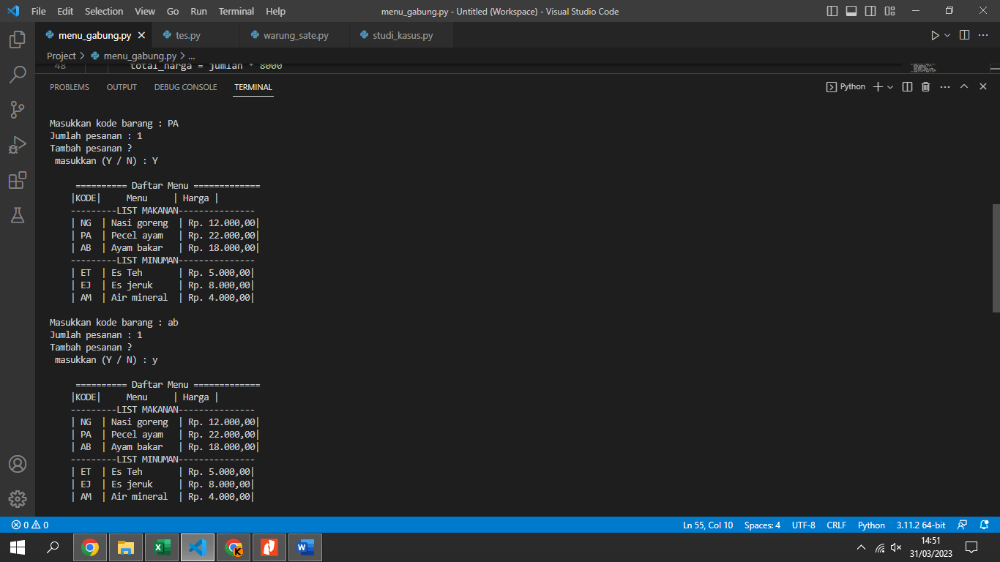 File Edit Selection View Go Run Terminal Help menu_gabung.py - Untitled (Workspace) - Visual Studio Code
menu_gabung.py tes.py warung_sate.py studi_kasus.py
Project > menu_gabung.py > ...
48 total_harga = jumlah * 8000
PROBLEMS OUTPUT DEBUG CONSOLE TERMINAL Python
Masukkan kode barang : PA
Jumlah pesanan : 1
Tambah pesanan ?
masukkan (Y / N) : Y
========== Daftar Menu =============
|KODE| Menu | Harga |
---------LIST MAKANAN---------------
| NG | Nasi goreng | Rp. 12.000,00|
| PA | Pecel ayam | Rp. 22.000,00|
| AB | Ayam bakar | Rp. 18.000,00|
---------LIST MINUMAN---------------
| ET | Es Teh | Rp. 5.000,00|
| EJ | Es jeruk | Rp. 8.000,00|
| AM | Air mineral | Rp. 4.000,00|
Masukkan kode barang : ab
Jumlah pesanan : 1
Tambah pesanan ?
masukkan (Y / N) : y
========== Daftar Menu =============
|KODE| Menu | Harga |
---------LIST MAKANAN---------------
| NG | Nasi goreng | Rp. 12.000,00|
| PA | Pecel ayam | Rp. 22.000,00|
| AB | Ayam bakar | Rp. 18.000,00|
---------LIST MINUMAN---------------
| ET | Es Teh | Rp. 5.000,00|
| EJ | Es jeruk | Rp. 8.000,00|
| AM | Air mineral | Rp. 4.000,00|
0 0 Ln 55, Col 10 Spaces: 4 UTF-8 CRLF Python 3.11.2 64-bit
14:51
31/03/2023